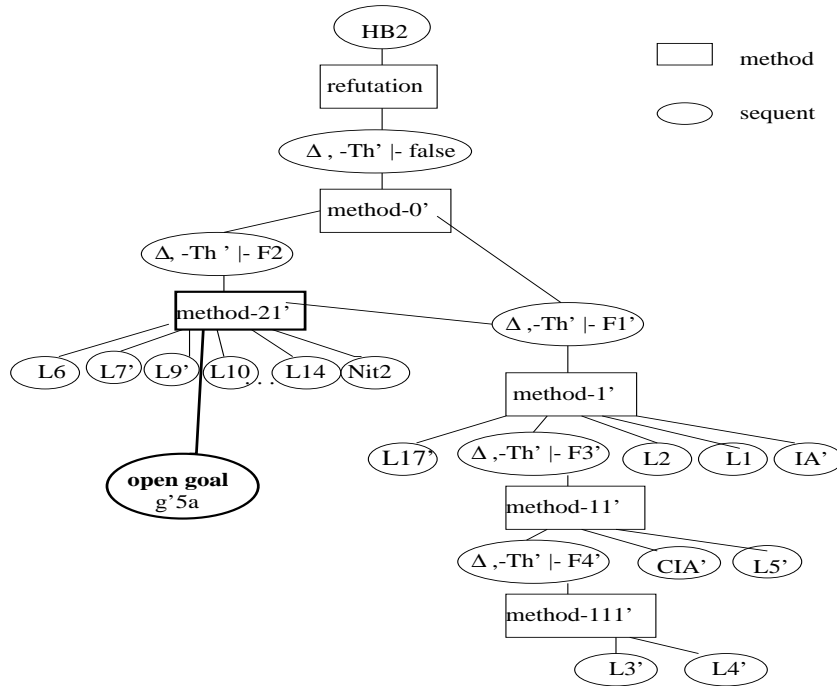 HB2
method
refutation
sequent
Δ , -Th' |- false
method-0'
Δ, -Th ' |- F2
method-21'
Δ ,-Th' |- F1'
L6
L7'
L9'
L10
. . .
L14
Nit2
method-1'
L17'
Δ ,-Th' |- F3'
L2
L1
IA'
open goal
g'5a
method-11'
Δ ,-Th' |- F4'
CIA'
L5'
method-111'
L3'
L4'